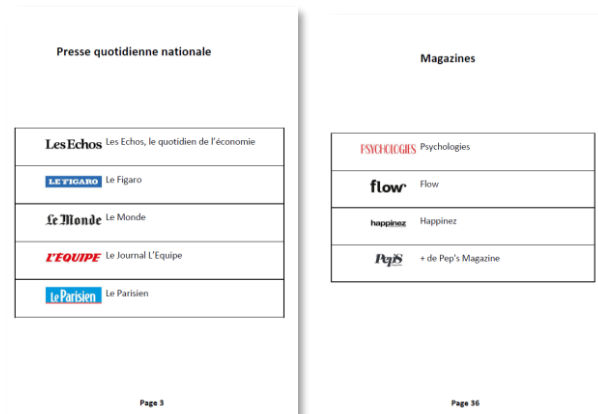 Presse quotidienne nationale
Les Echos Les Echos, le quotidien de l'économie
LE FIGARO Le Figaro
Le Monde Le Monde
L'EQUIPE Le Journal L'Equipe
Le Parisien Le Parisien
Page 3
Magazines
PSYCHOLOGIES Psychologies
flow Flow
happinez Happinez
Pep's + de Pep's Magazine
Page 36